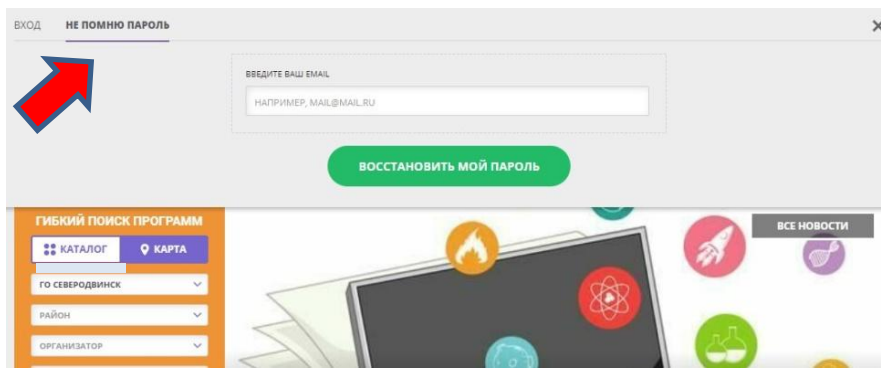 ВХОД НЕ ПОМНЮ ПАРОЛЬ
ВВЕДИТЕ ВАШ EMAIL
НАПРИМЕР, MAIL@MAIL.RU
ВОССТАНОВИТЬ МОЙ ПАРОЛЬ
ГИБКИЙ ПОИСК ПРОГРАММ
КАТАЛОГ КАРТА
ГО СЕВЕРОДВИНСК
РАЙОН
ОРГАНИЗАТОР
ВСЕ НОВОСТИ